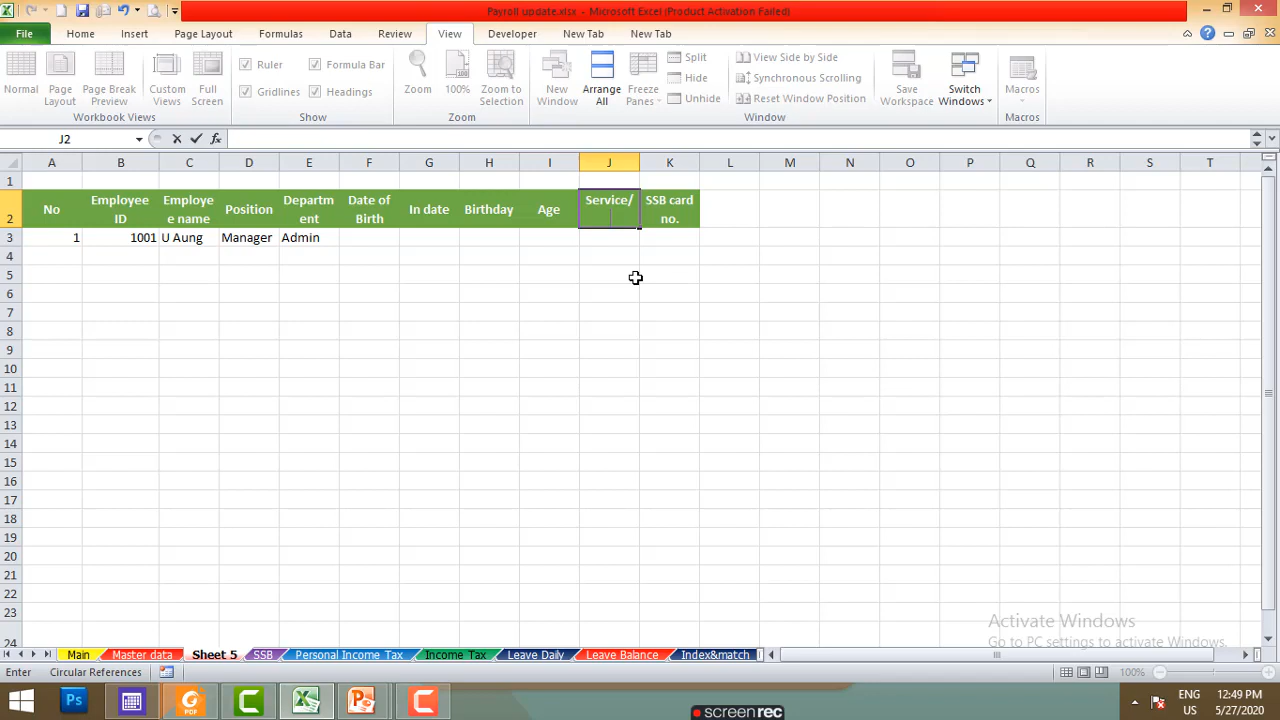 Payroll update.xlsx - Microsoft Excel (Product Activation Failed)
File Home Insert Page Layout Formulas Data Review View Developer New Tab New Tab
Normal Page Layout Page Break Preview Custom Views Full Screen
Workbook Views
Ruler Formula Bar
Gridlines Headings
Show
Zoom 100% Zoom to Selection
Zoom
New Window Arrange All Freeze Panes
Split
Hide
Unhide
View Side by Side
Synchronous Scrolling
Reset Window Position
Window
Save Workspace Switch Windows
Macros
Macros
J2 fx
A B C D E F G H I J K L M N O P Q R S T
1
2 No Employee ID Employe e name Position Departm ent Date of Birth In date Birthday Age Service/ SSB card no.
3 1 1001 U Aung Manager Admin
4
5
6
7
8
9
10
11
12
13
14
15
16
17
18
19
20
21
22
23
24
Activate Windows
Go to PC settings to activate Windows.
Main Master data Sheet 5 SSB Personal Income Tax Income Tax Leave Daily Leave Balance Index&match
Enter Circular References 100%
Ps PDF ENG US 12:49 PM 5/27/2020
screenrec